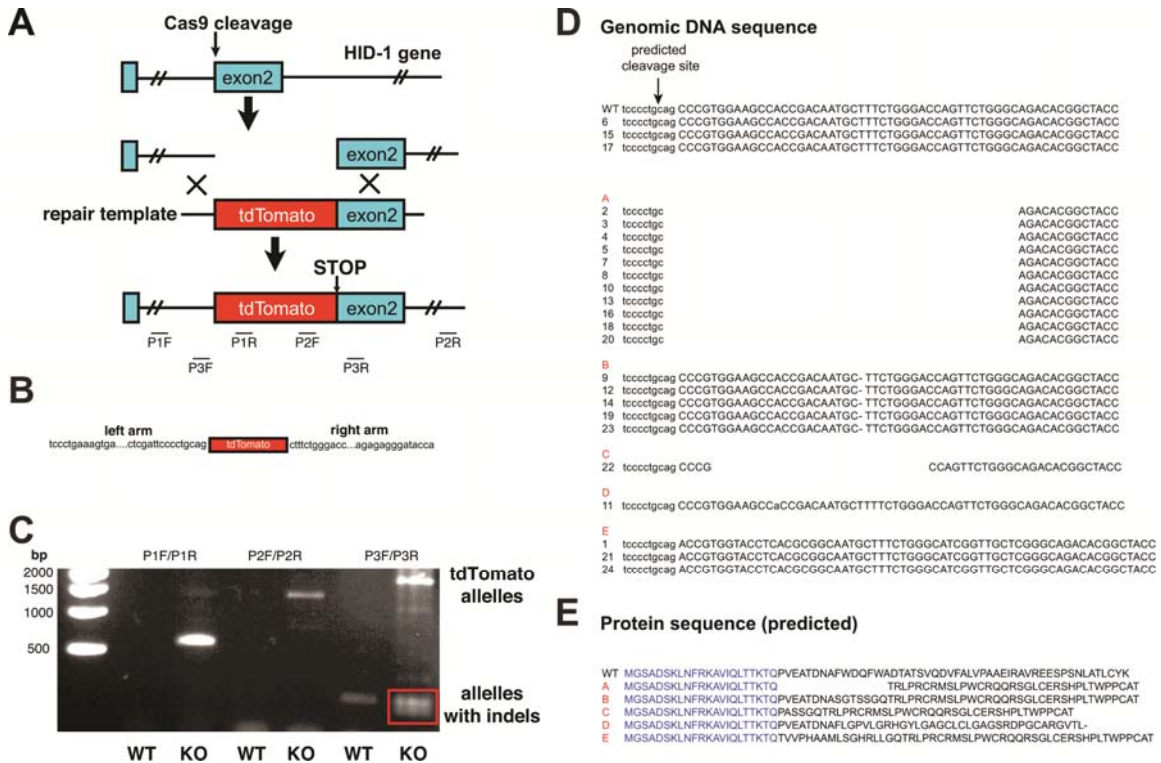 A
Cas9 cleavage
HID-1 gene
exon2
exon2
repair template
tdTomato
exon2
STOP
tdTomato
exon2
P1F
P1R
P2F
P2R
P3F
P3R
B
left arm
right arm
tccctgaaagtga....ctcgattcccctgcag
tdTomato
ctttctgggacc...agagagggatacca
C
bp
P1F/P1R
P2F/P2R
P3F/P3R
2000
1500
1000
500
tdTomato
alleles
alleles
with indels
WT
KO
WT
KO
WT
KO
D
Genomic DNA sequence
predicted
cleavage site
WT tcccctgcag CCCGTGGAAGCCACCGACAATGCTTTCTGGGACCAGTTCTGGGCAGACACGGCTACC
6 tcccctgcag CCCGTGGAAGCCACCGACAATGCTTTCTGGGACCAGTTCTGGGCAGACACGGCTACC
15 tcccctgcag CCCGTGGAAGCCACCGACAATGCTTTCTGGGACCAGTTCTGGGCAGACACGGCTACC
17 tcccctgcag CCCGTGGAAGCCACCGACAATGCTTTCTGGGACCAGTTCTGGGCAGACACGGCTACC
A
2 tcccctgc AGACACGGCTACC
3 tcccctgc AGACACGGCTACC
4 tcccctgc AGACACGGCTACC
5 tcccctgc AGACACGGCTACC
7 tcccctgc AGACACGGCTACC
8 tcccctgc AGACACGGCTACC
10 tcccctgc AGACACGGCTACC
13 tcccctgc AGACACGGCTACC
16 tcccctgc AGACACGGCTACC
18 tcccctgc AGACACGGCTACC
20 tcccctgc AGACACGGCTACC
B
9 tcccctgcag CCCGTGGAAGCCACCGACAATGC- TTCTGGGACCAGTTCTGGGCAGACACGGCTACC
12 tcccctgcag CCCGTGGAAGCCACCGACAATGC- TTCTGGGACCAGTTCTGGGCAGACACGGCTACC
14 tcccctgcag CCCGTGGAAGCCACCGACAATGC- TTCTGGGACCAGTTCTGGGCAGACACGGCTACC
19 tcccctgcag CCCGTGGAAGCCACCGACAATGC- TTCTGGGACCAGTTCTGGGCAGACACGGCTACC
23 tcccctgcag CCCGTGGAAGCCACCGACAATGC- TTCTGGGACCAGTTCTGGGCAGACACGGCTACC
C
22 tcccctgcag CCCG CCAGTTCTGGGCAGACACGGCTACC
D
11 tcccctgcag CCCGTGGAAGCCaCCGACAATGCTTTTCTGGGACCAGTTCTGGGCAGACACGGCTACC
E
1 tcccctgcag ACCGTGGTACCTCACGCGGCAATGCTTTCTGGGCATCGGTTGCTCGGGCAGACACGGCTACC
21 tcccctgcag ACCGTGGTACCTCACGCGGCAATGCTTTCTGGGCATCGGTTGCTCGGGCAGACACGGCTACC
24 tcccctgcag ACCGTGGTACCTCACGCGGCAATGCTTTCTGGGCATCGGTTGCTCGGGCAGACACGGCTACC
E
Protein sequence (predicted)
WT MGSADSKLNFRKAVIQLTTKTQPVEATDNAFWDQFWADTATSVQDVFALVPAAEIRAVREESPSNLATLCYK
A MGSADSKLNFRKAVIQLTTKTQ TRLPRCRMSLPWCRQQRSGLCERSHPLTWPPCAT
B MGSADSKLNFRKAVIQLTTKTQPVEATDNASGTSSGQTRLPRCRMSLPWCRQQRSGLCERSHPLTWPPCAT
C MGSADSKLNFRKAVIQLTTKTQPASSGQTRLPRCRMSLPWCRQQRSGLCERSHPLTWPPCAT
D MGSADSKLNFRKAVIQLTTKTQPVEATDNAFLGPVLGRHGYLGAGCLCLGAGSRDPGCARGVTL-
E MGSADSKLNFRKAVIQLTTKTQTVVPHAAMLSGHRLLGQTRLPRCRMSLPWCRQQRSGLCERSHPLTWPPCAT